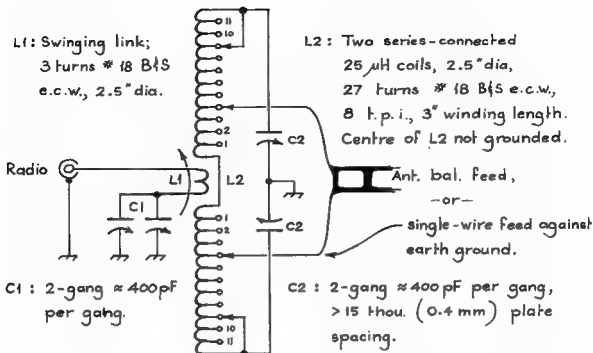 11
10
L1: Swinging link;
3 turns # 18 B&S
e.c.w., 2.5" dia.
L2: Two series-connected
25 µH coils, 2.5" dia,
27 turns # 18 B&S e.c.w.,
8 t.p.i., 3" winding length.
Centre of L2 not grounded.
2
1
C2
Radio
L1
L2
Ant. bal. feed,
—or—
single-wire feed against
earth ground.
C1
1
2
C2
C1: 2-gang ≈ 400 pF
per gang.
10
11
C2: 2-gang ≈ 400 pF per gang,
>15 thou. (0.4 mm) plate
spacing.